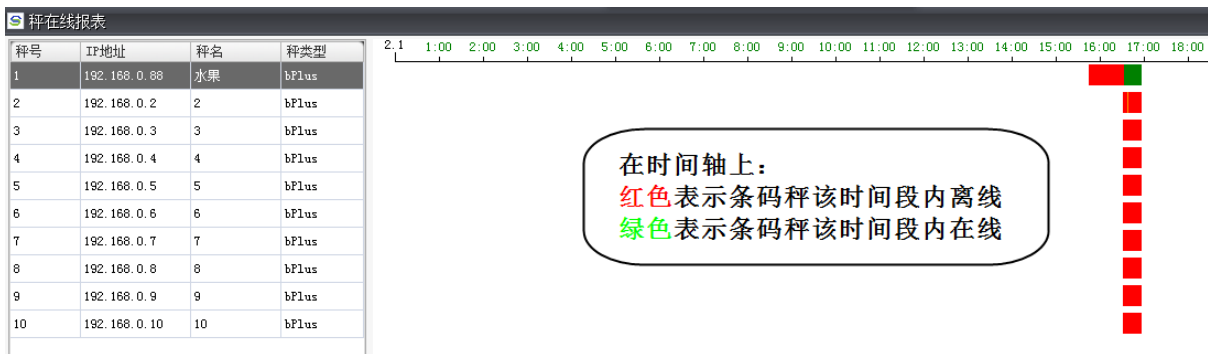 秤在线报表
秤号 IP地址 秤名 秤类型
2.1 1:00 2:00 3:00 4:00 5:00 6:00 7:00 8:00 9:00 10:00 11:00 12:00 13:00 14:00 15:00 16:00 17:00 18:00
1 192.168.0.88 水果 bPlus
2 192.168.0.2 2 bPlus
3 192.168.0.3 3 bPlus
4 192.168.0.4 4 bPlus
5 192.168.0.5 5 bPlus
6 192.168.0.6 6 bPlus
7 192.168.0.7 7 bPlus
8 192.168.0.8 8 bPlus
9 192.168.0.9 9 bPlus
10 192.168.0.10 10 bPlus
在时间轴上：
红色表示条码秤该时间段内离线
绿色表示条码秤该时间段内在线